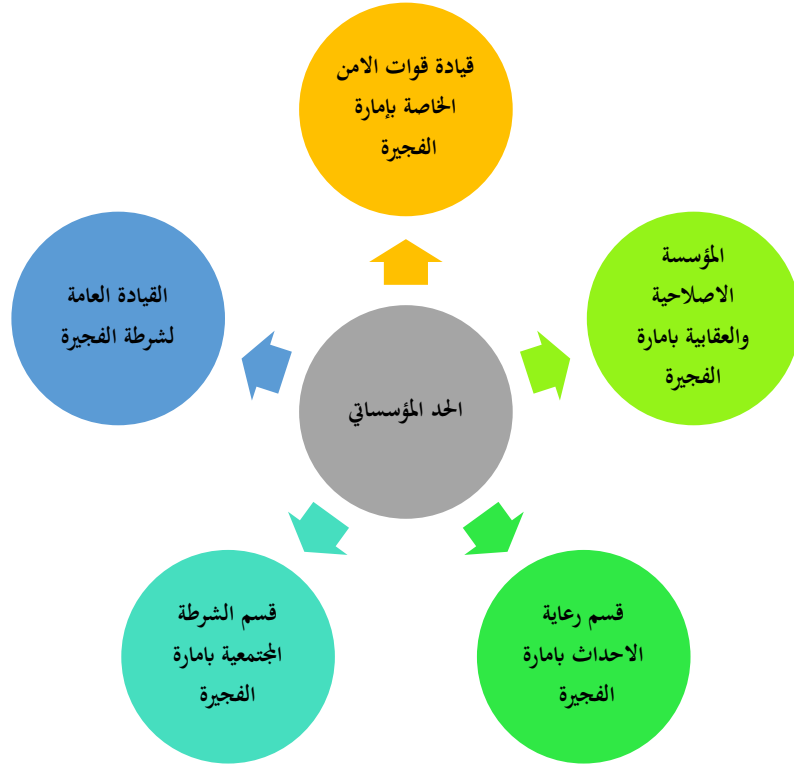 قيادة قوات الامن
الخاصة بإمارة
الفجيرة
المؤسسة
الاصلاحية
والعقابية بامارة
الفجيرة
القيادة العامة
لشرطة الفجيرة
الحد المؤسساتي
قسم رعاية
الاحداث بامارة
الفجيرة
قسم الشرطة
المجتمعية بامارة
الفجيرة